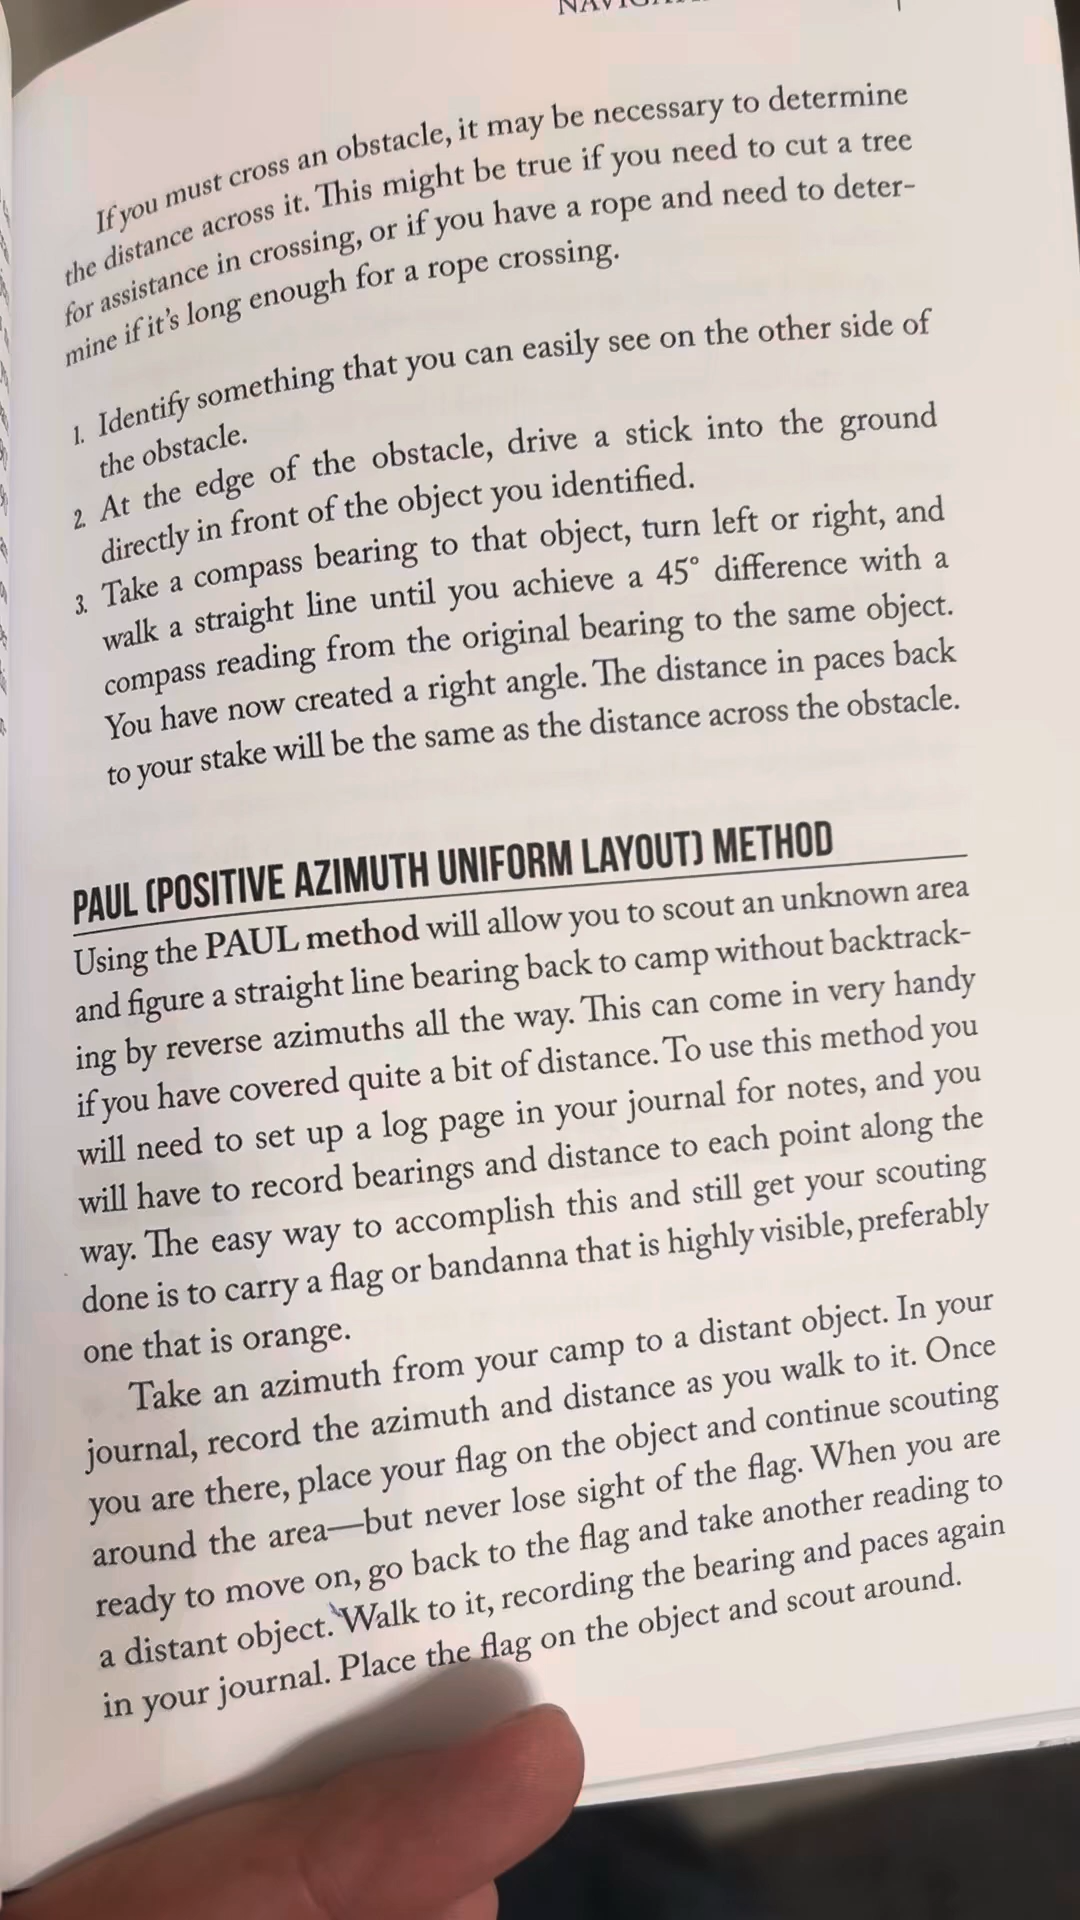 If you must cross an obstacle, it may be necessary to determine
the distance across it. This might be true if you need to cut a tree
for assistance in crossing, or if you have a rope and need to deter-
mine if it's long enough for a rope crossing.
1. Identify something that you can easily see on the other side of
the obstacle.
2. At the edge of the obstacle, drive a stick into the ground
directly in front of the object you identified.
3. Take a compass bearing to that object, turn left or right, and
walk a straight line until you achieve a 45° difference with a
compass reading from the original bearing to the same object.
You have now created a right angle. The distance in paces back
to your stake will be the same as the distance across the obstacle.
PAUL (POSITIVE AZIMUTH UNIFORM LAYOUT) METHOD
Using the PAUL method will allow you to scout an unknown area
and figure a straight line bearing back to camp without backtrack-
ing by reverse azimuths all the way. This can come in very handy
if you have covered quite a bit of distance. To use this method you
will need to set up a log page in your journal for notes, and you
will have to record bearings and distance to each point along the
way. The easy way to accomplish this and still get your scouting
done is to carry a flag or bandanna that is highly visible, preferably
one that is orange.
Take an azimuth from your camp to a distant object. In your
journal, record the azimuth and distance as you walk to it. Once
you are there, place your flag on the object and continue scouting
around the area—but never lose sight of the flag. When you are
ready to move on, go back to the flag and take another reading to
a distant object. Walk to it, recording the bearing and paces again
in your journal. Place the flag on the object and scout around.